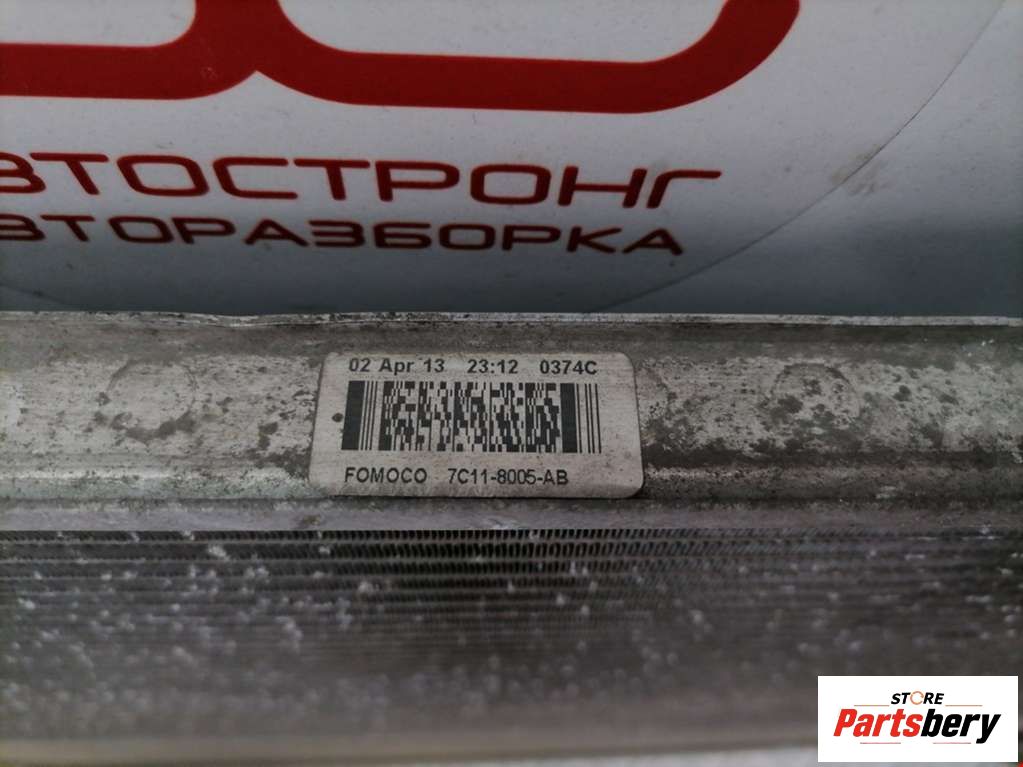 ВТОСТРОНГ
ВТОРАЗБОРКА
02 Apr 13 23:12 0374C
FOMOCO 7C11-8005-AB
STORE
Partsbery